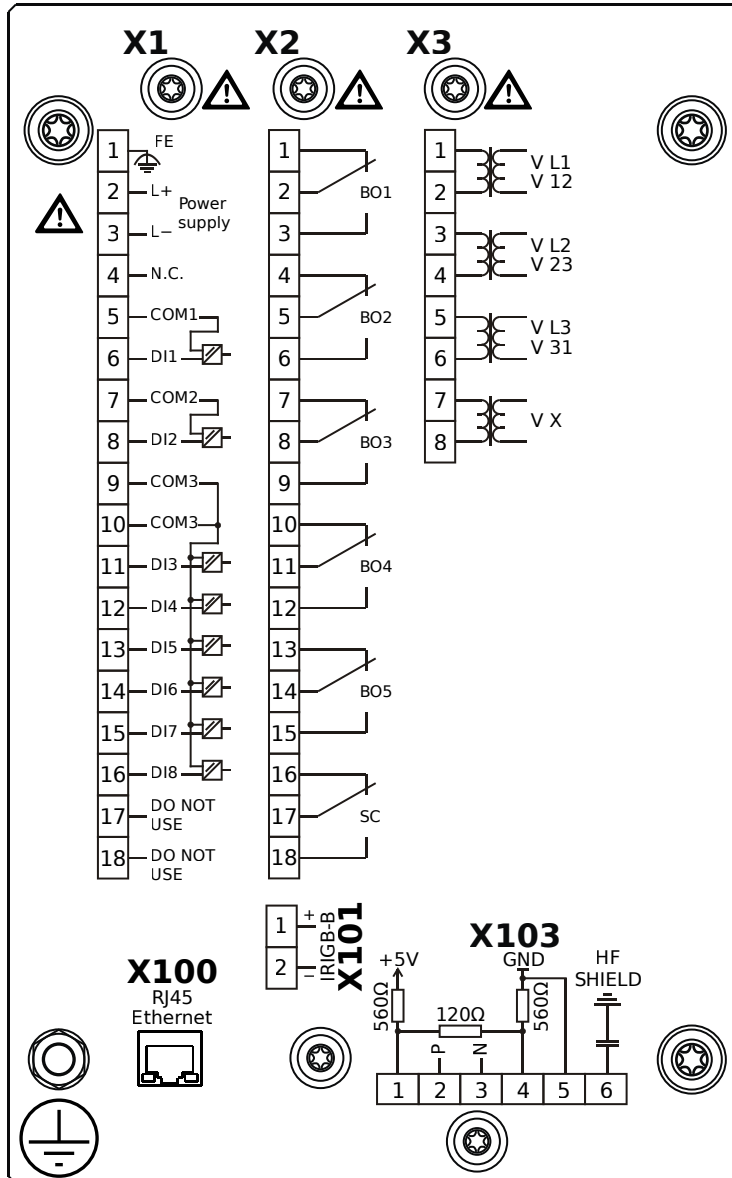 X1 X2 X3
1 FE
2 L+
Power
supply
3 L−
4 N.C.
5 COM1
6 DI1
7 COM2
8 DI2
9 COM3
10 COM3
11 DI3
12 DI4
13 DI5
14 DI6
15 DI7
16 DI8
17 DO NOT
USE
18 DO NOT
USE
1
2 BO1
3
4
5 BO2
6
7
8 BO3
9
10
11 BO4
12
13
14 BO5
15
16
17 SC
18
1 V L1
2 V 12
3 V L2
4 V 23
5 V L3
6 V 31
7 V X
8
X100
RJ45
Ethernet
1 +
2 −
IRIGB-B
X101
X103
+5V GND HF
SHIELD
560Ω 120Ω 560Ω
P N
1 2 3 4 5 6